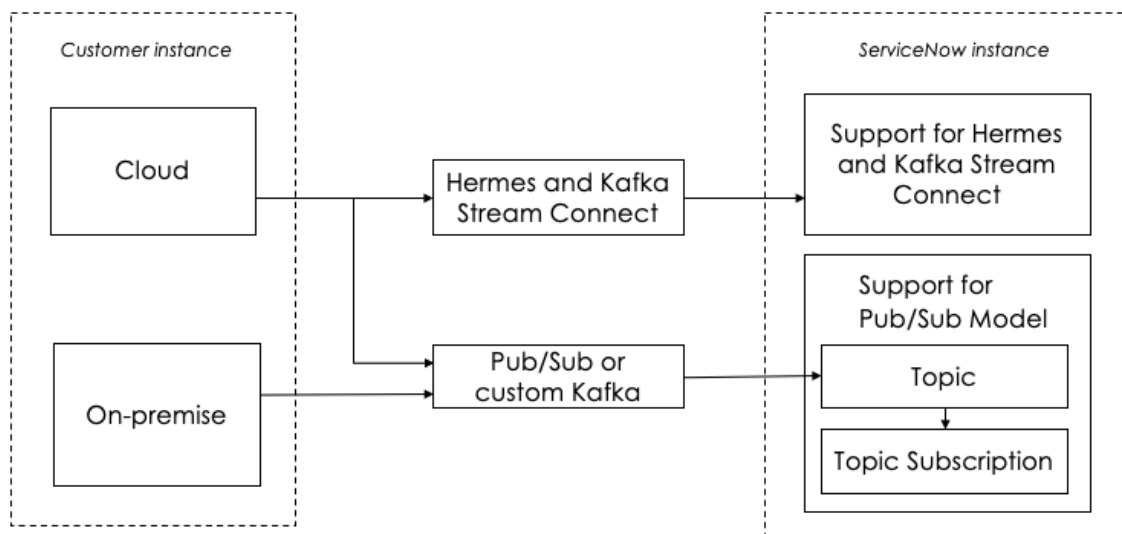 Customer instance
ServiceNow instance
Cloud
Hermes and Kafka
Stream Connect
Support for Hermes
and Kafka Stream
Connect
On-premise
Pub/Sub or
custom Kafka
Support for
Pub/Sub Model
Topic
Topic Subscription